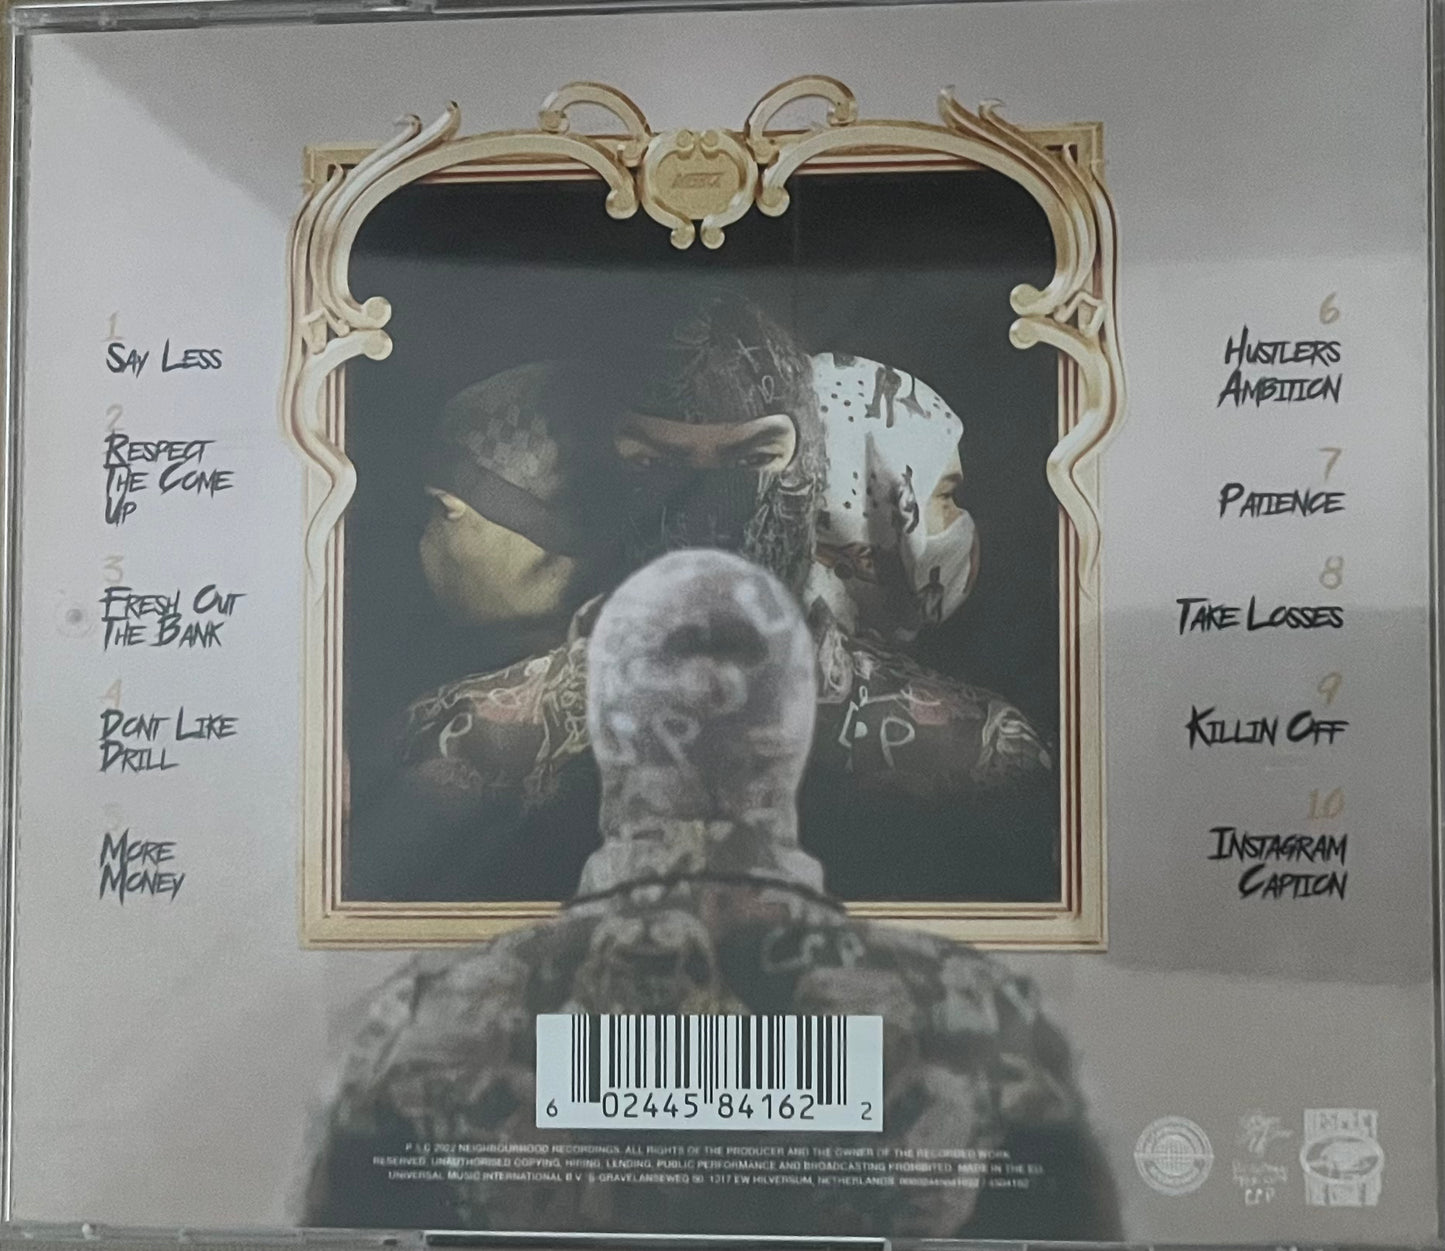 1
SAY LESS
2
RESPECT
THE COME
UP
3
FRESH OUT
THE BANK
4
DONT LIKE
DRILL
5
MORE
MONEY
6
HUSTLERS
AMBITION
7
PATIENCE
8
TAKE LOSSES
9
KILLIN OFF
10
INSTAGRAM
CAPTION
6 02445 84162 2
P & C 2022 NEIGHBOURHOOD RECORDINGS. ALL RIGHTS OF THE PRODUCER AND THE OWNER OF THE RECORDED WORK
RESERVED. UNAUTHORISED COPYING, HIRING, LENDING, PUBLIC PERFORMANCE AND BROADCASTING PROHIBITED. MADE IN THE EU.
UNIVERSAL MUSIC INTERNATIONAL B.V. 'S-GRAVELANDSEWEG 80, 1217 EW HILVERSUM, NETHERLANDS.